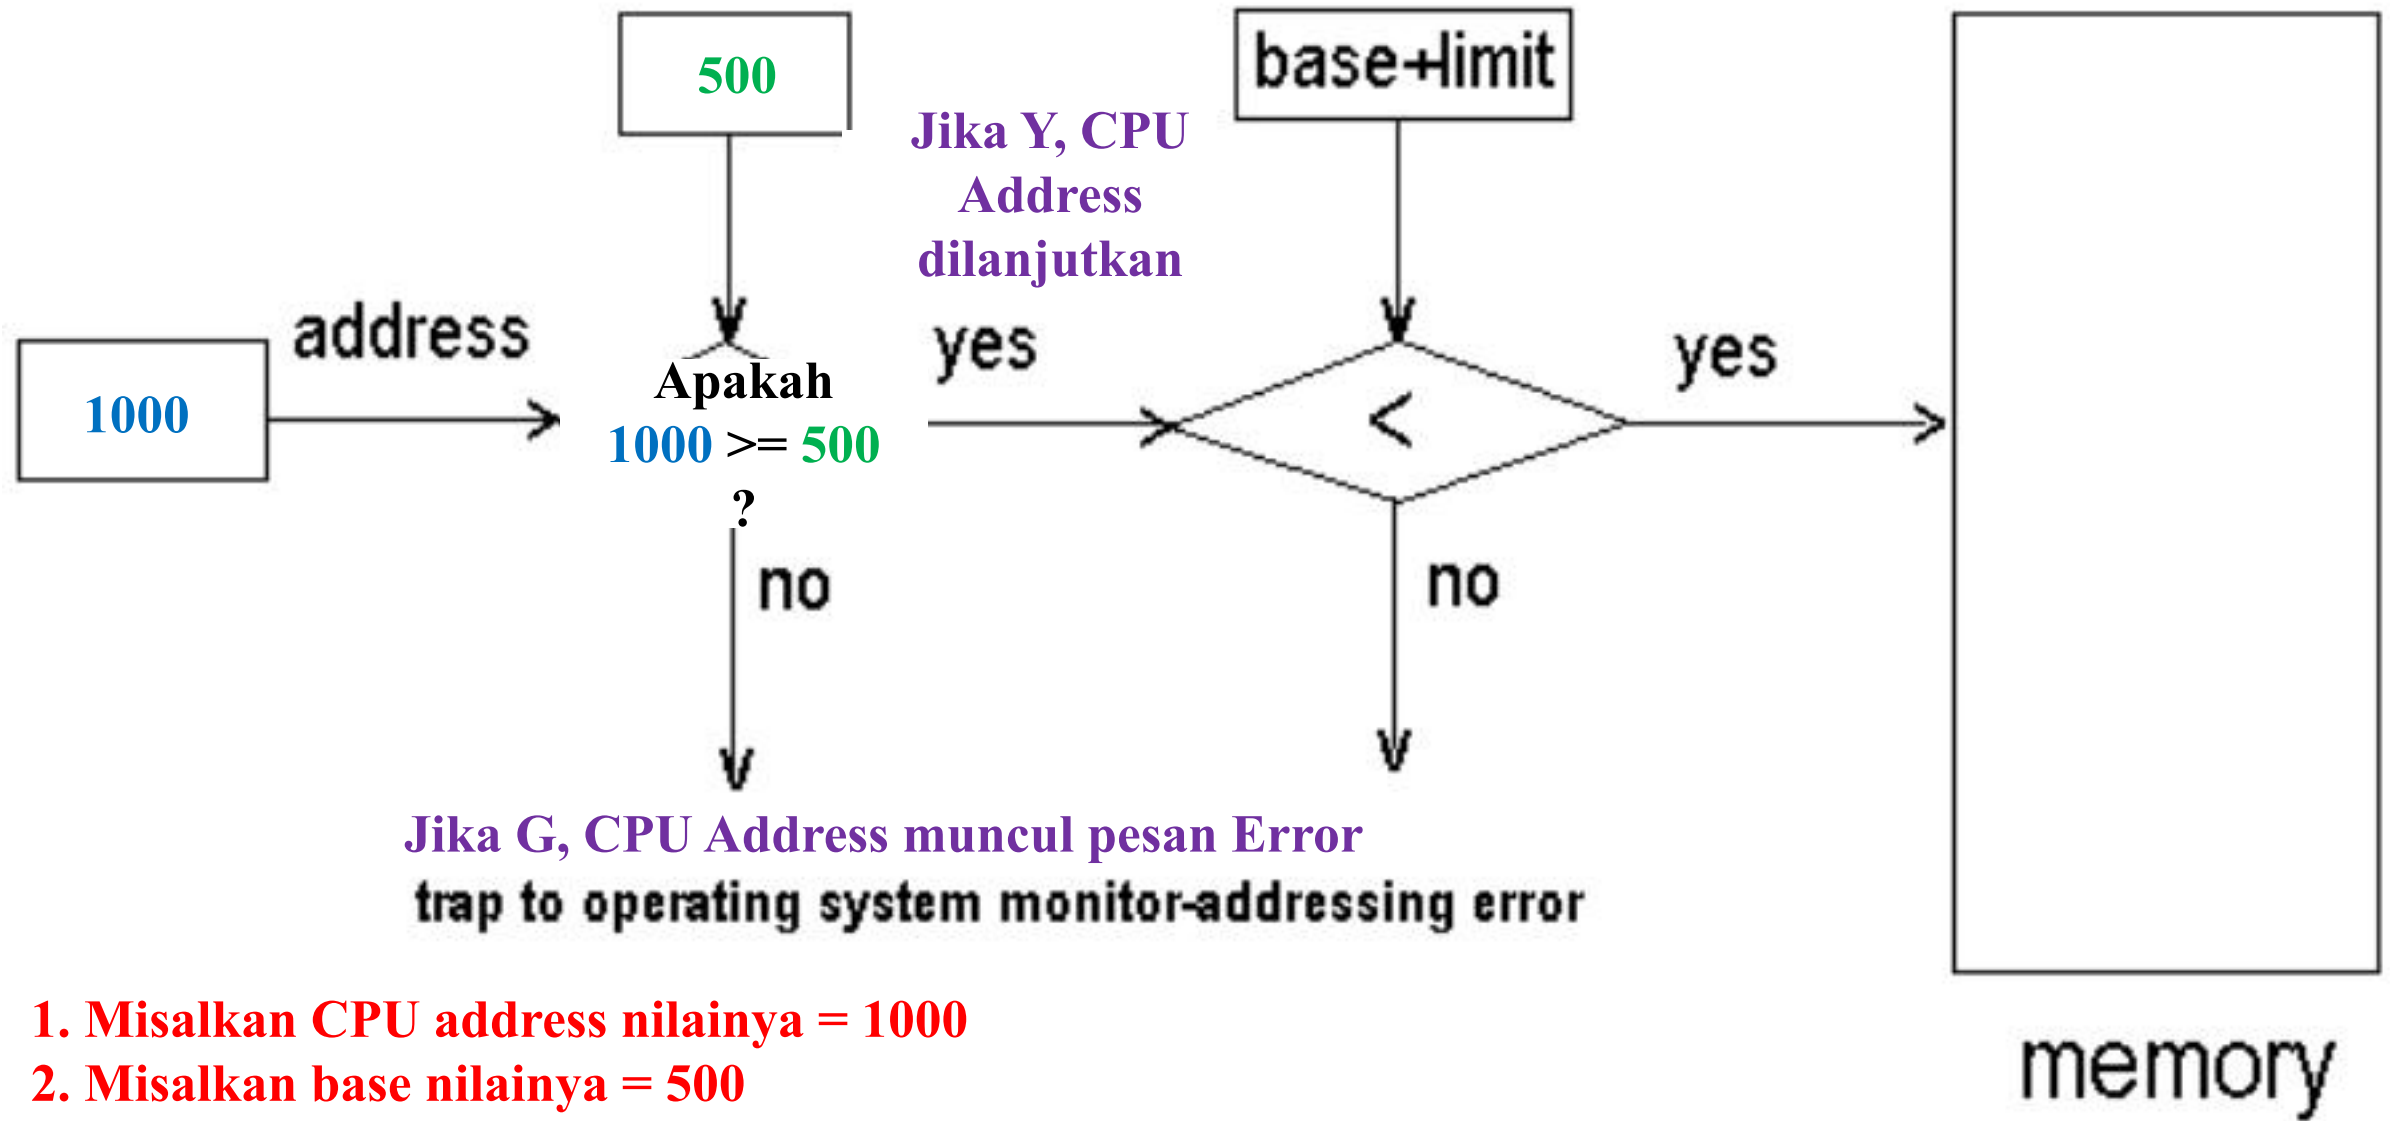 500
base+limit
Jika Y, CPU
Address
dilanjutkan
address
yes
yes
1000
Apakah
1000 >= 500
?
<
no
no
Jika G, CPU Address muncul pesan Error
trap to operating system monitor-addressing error
1. Misalkan CPU address nilainya = 1000
2. Misalkan base nilainya = 500
memory